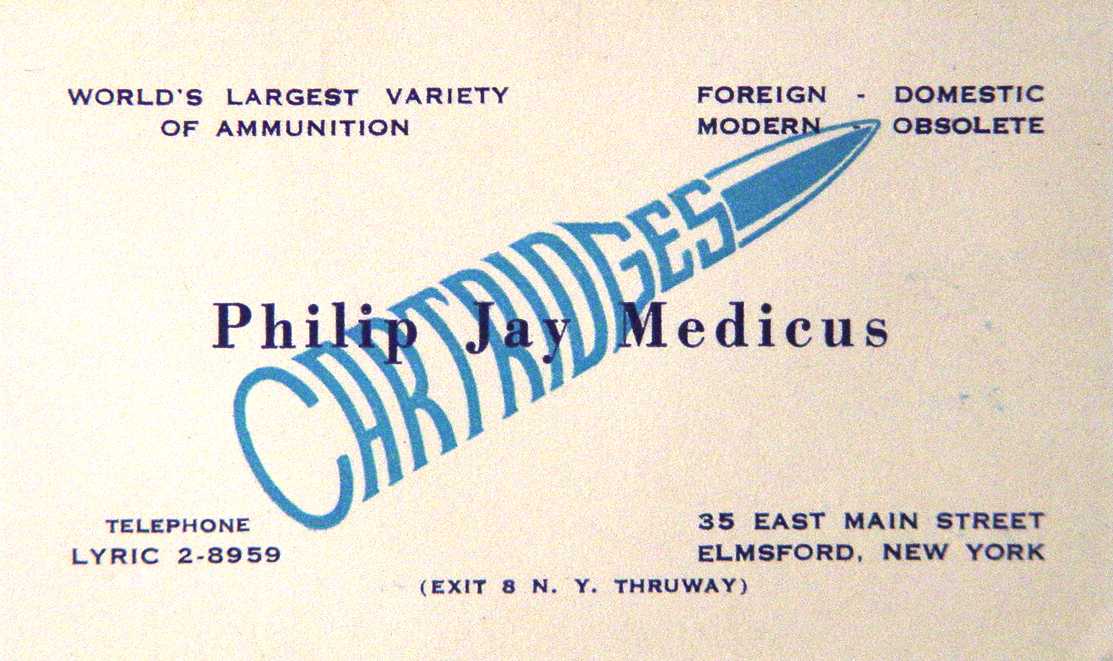 WORLD'S LARGEST VARIETY
OF AMMUNITION
FOREIGN - DOMESTIC
MODERN - OBSOLETE
CARTRIDGES
Philip Jay Medicus
TELEPHONE
LYRIC 2-8959
35 EAST MAIN STREET
ELMSFORD, NEW YORK
(EXIT 8 N. Y. THRUWAY)